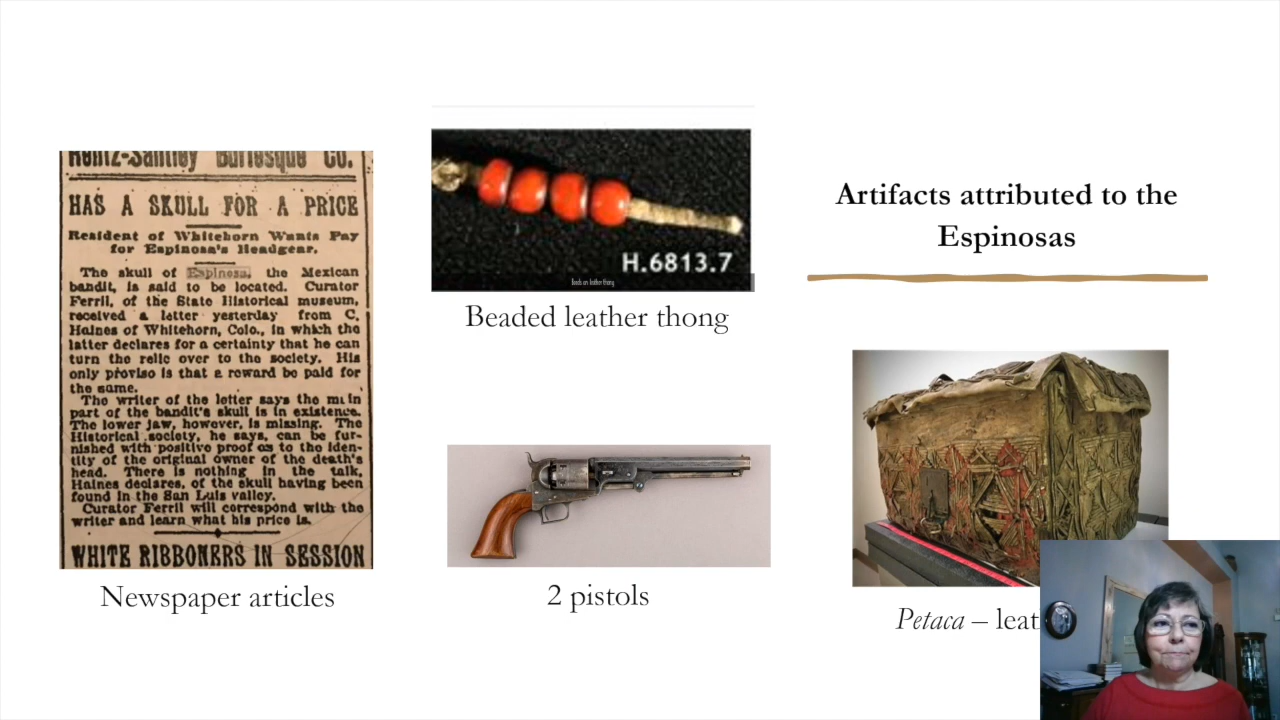 Rentz-Santley Burlesque Co.
HAS A SKULL FOR A PRICE
Resident of Whitehorn Wants Pay
for Espinosa's Headgear.
The skull of Espinosa, the Mexican
bandit, is said to be located. Curator
Ferril, of the State Historical museum,
received a letter yesterday from C.
Haines of Whitehorn, Colo., in which the
latter declares for a certainty that he can
turn the relic over to the society. His
only proviso is that a reward be paid for
the same.
The writer of the letter says the main
part of the bandit's skull is in existence.
The lower jaw, however, is missing. The
Historical society, he says, can be fur-
nished with positive proof as to the iden-
tity of the original owner of the death's
head. There is nothing in the talk,
Haines declares, of the skull having been
found in the San Luis valley.
Curator Ferril will correspond with the
writer and learn what his price is.
WHITE RIBBONERS IN SESSION
Newspaper articles
H.6813.7
Beads on leather thong
Beaded leather thong
2 pistols
Artifacts attributed to the
Espinosas
Petaca – leat